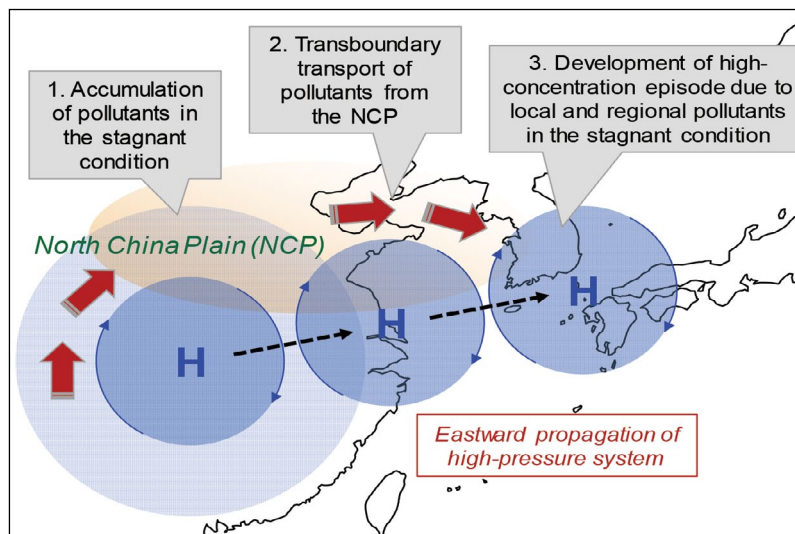 1. Accumulation
of pollutants in
the stagnant
condition
2. Transboundary
transport of
pollutants from
the NCP
3. Development of high-
concentration episode due to
local and regional pollutants
in the stagnant condition
North China Plain (NCP)
H
H
H
Eastward propagation of
high-pressure system